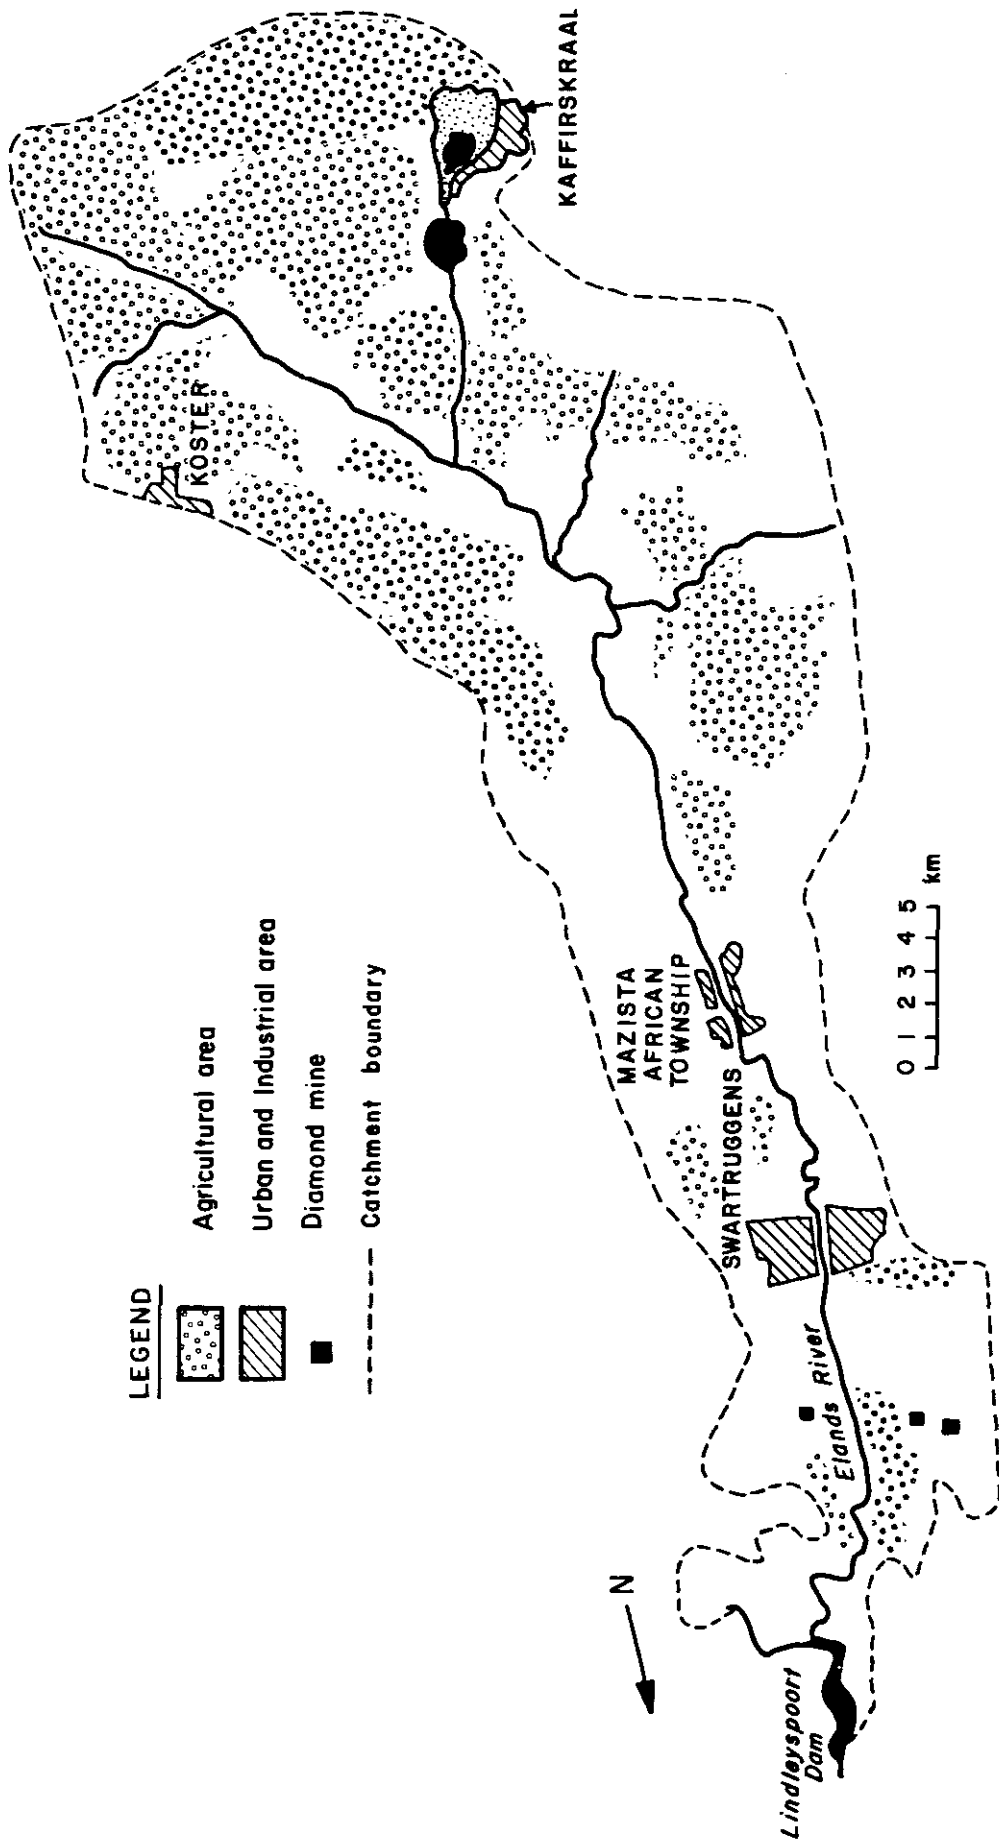 LEGEND
Agricultural area
Urban and Industrial area
Diamond mine
Catchment boundary
N
Lindleyspoort
Dam
Elands River
SWARTRUGGENS
MAZISTA
AFRICAN
TOWNSHIP
0 1 2 3 4 5
km
KOSTER
KAFFIRSKRAAL